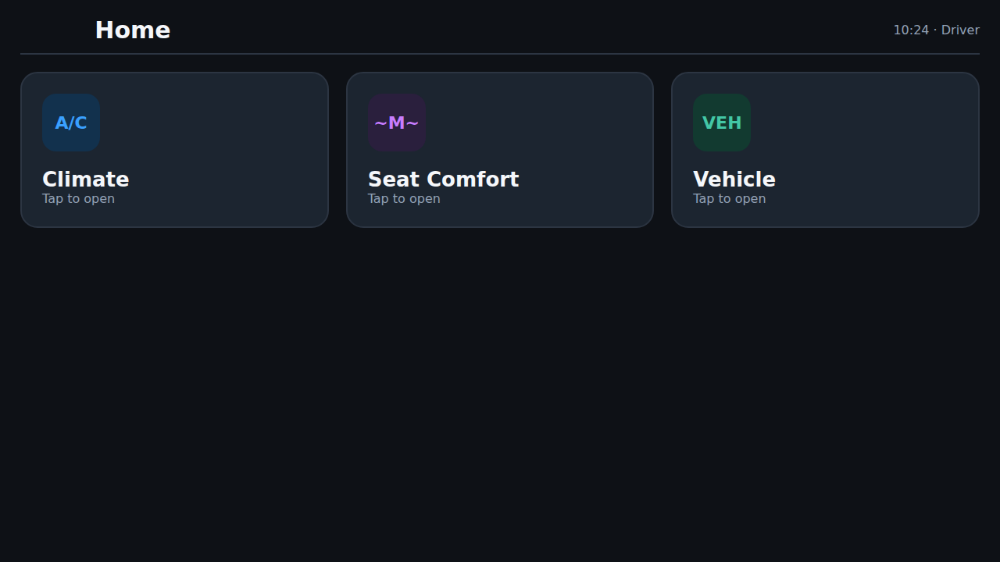 Home
10:24 · Driver
A/C
Climate
Tap to open
~M~
Seat Comfort
Tap to open
VEH
Vehicle
Tap to open